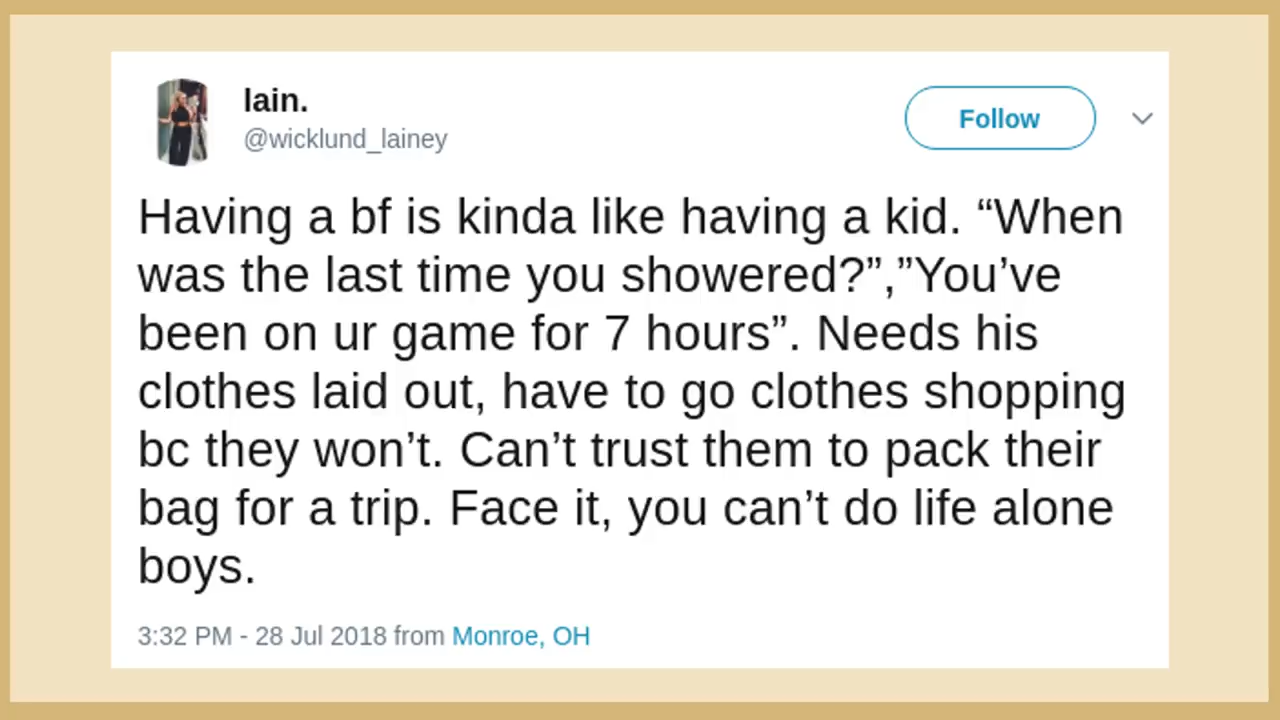 lain.
@wicklund_lainey
Follow
Having a bf is kinda like having a kid. “When
was the last time you showered?”,”You’ve
been on ur game for 7 hours”. Needs his
clothes laid out, have to go clothes shopping
bc they won’t. Can’t trust them to pack their
bag for a trip. Face it, you can’t do life alone
boys.
3:32 PM - 28 Jul 2018 from Monroe, OH